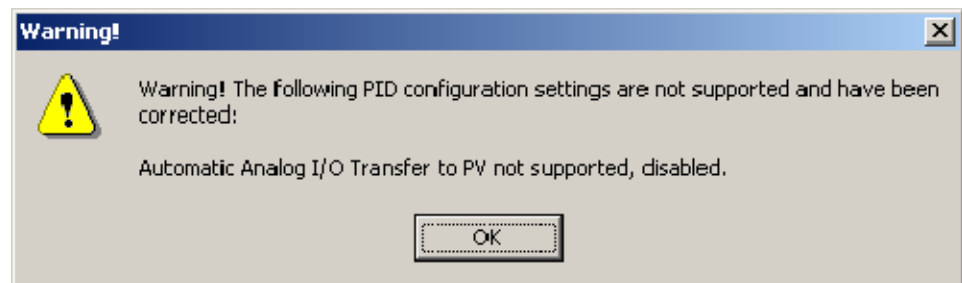 Warning!
Warning! The following PID configuration settings are not supported and have been
corrected:
Automatic Analog I/O Transfer to PV not supported, disabled.
OK